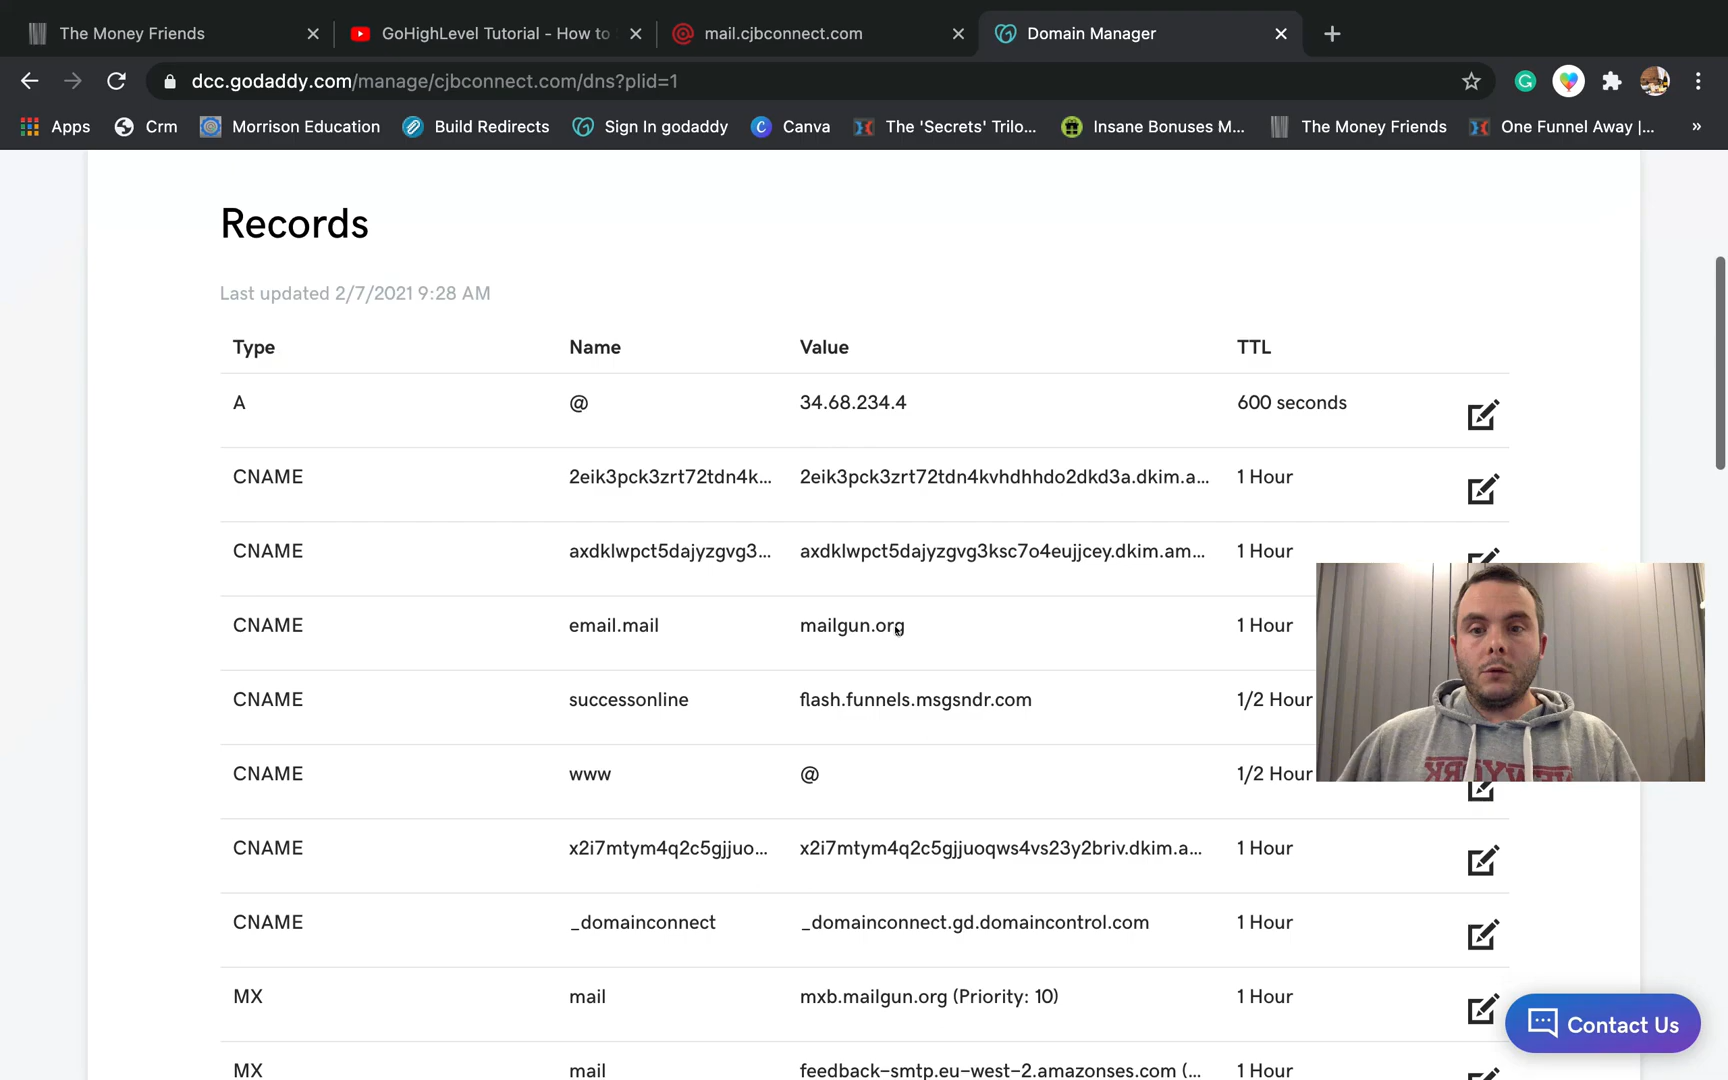 The Money Friends
GoHighLevel Tutorial - How to
mail.cjbconnect.com
Domain Manager
dcc.godaddy.com/manage/cjbconnect.com/dns?plid=1
Apps Crm Morrison Education Build Redirects Sign In godaddy Canva The 'Secrets' Trilo... Insane Bonuses M... The Money Friends One Funnel Away |... »
Records
Last updated 2/7/2021 9:28 AM
Type Name Value TTL
A @ 34.68.234.4 600 seconds
CNAME 2eik3pck3zrt72tdn4k... 2eik3pck3zrt72tdn4kvhdhhdo2dkd3a.dkim.a... 1 Hour
CNAME axdklwpct5dajyzgvg3... axdklwpct5dajyzgvg3ksc7o4eujjcey.dkim.am... 1 Hour
CNAME email.mail mailgun.org 1 Hour
CNAME successonline flash.funnels.msgsndr.com 1/2 Hour
CNAME www @ 1/2 Hour
CNAME x2i7mtym4q2c5gjjuo... x2i7mtym4q2c5gjjuoqws4vs23y2briv.dkim.a... 1 Hour
CNAME _domainconnect _domainconnect.gd.domaincontrol.com 1 Hour
MX mail mxb.mailgun.org (Priority: 10) 1 Hour
MX mail feedback-smtp.eu-west-2.amazonses.com (... 1 Hour
Contact Us